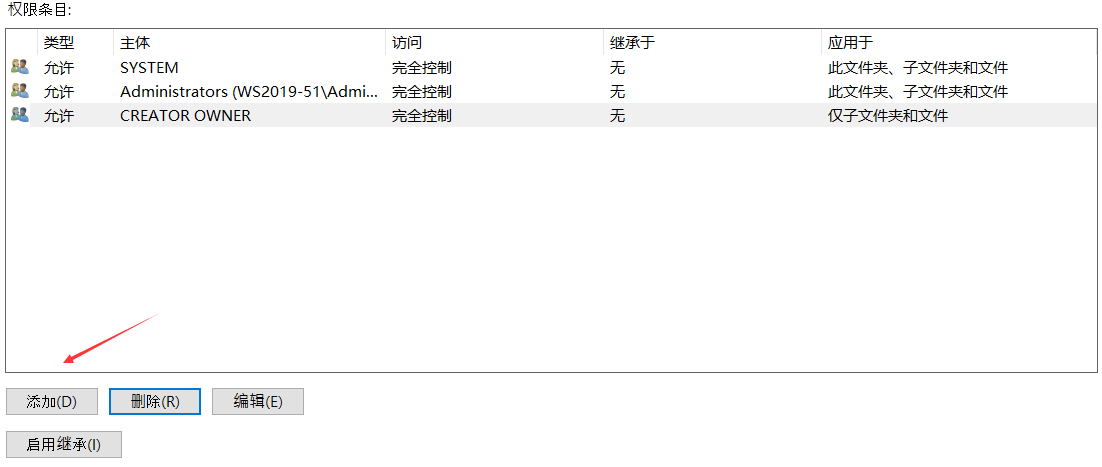 权限条目:
类型 主体 访问 继承于 应用于
允许 SYSTEM 完全控制 无 此文件夹、子文件夹和文件
允许 Administrators (WS2019-51\Admi... 完全控制 无 此文件夹、子文件夹和文件
允许 CREATOR OWNER 完全控制 无 仅子文件夹和文件
添加(D) 删除(R) 编辑(E)
启用继承(I)